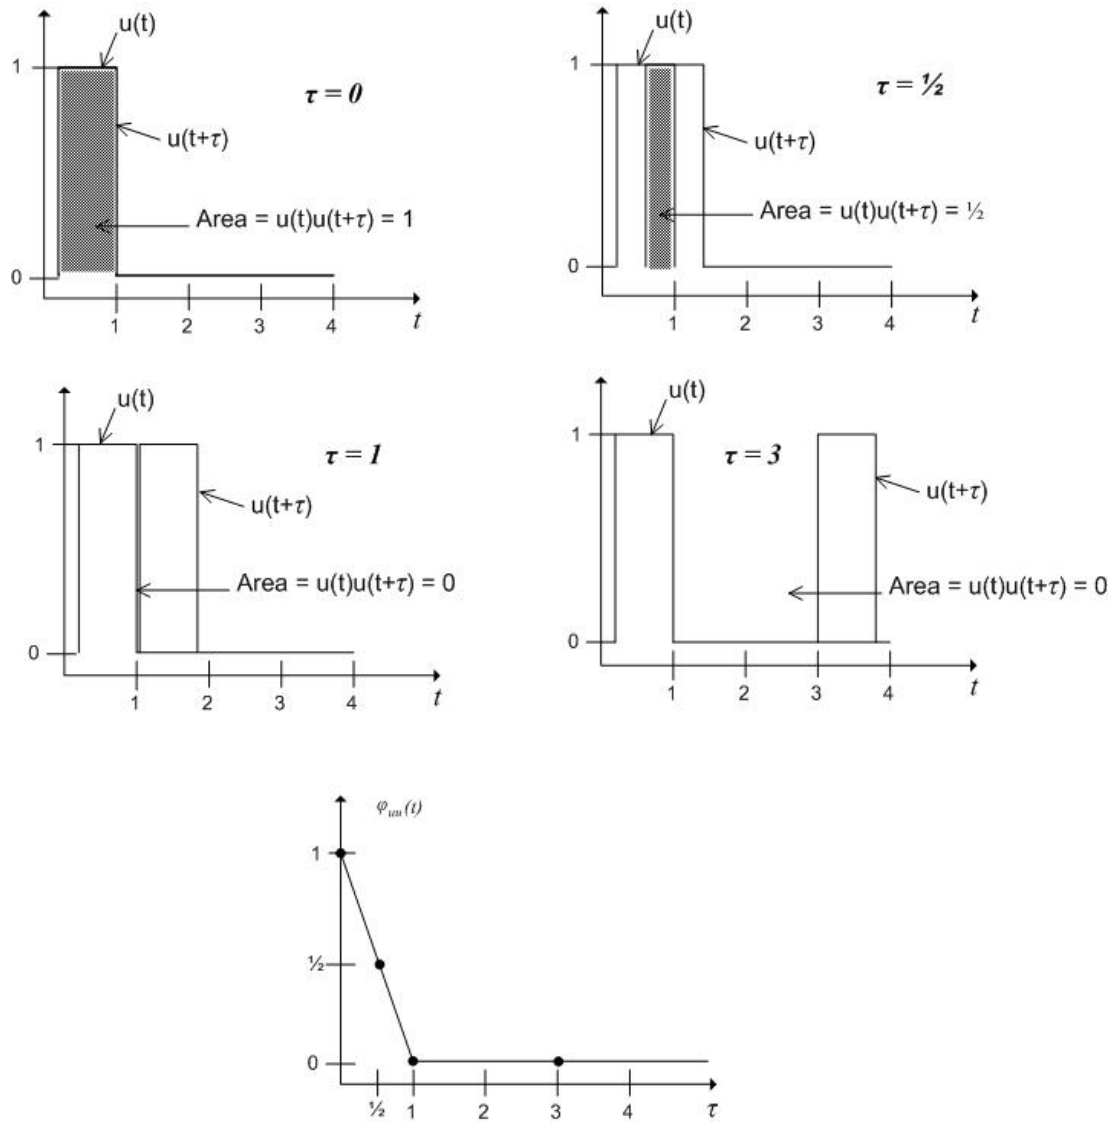 u(t)
1
τ = 0
u(t+τ)
Area = u(t)u(t+τ) = 1
0
1 2 3 4 t
u(t)
1
τ = ½
u(t+τ)
Area = u(t)u(t+τ) = ½
0
1 2 3 4 t
u(t)
1
τ = 1
u(t+τ)
Area = u(t)u(t+τ) = 0
0
1 2 3 4 t
u(t)
1
τ = 3
u(t+τ)
Area = u(t)u(t+τ) = 0
0
1 2 3 4 t
φuu(t)
1
½
0
½ 1 2 3 4 τ